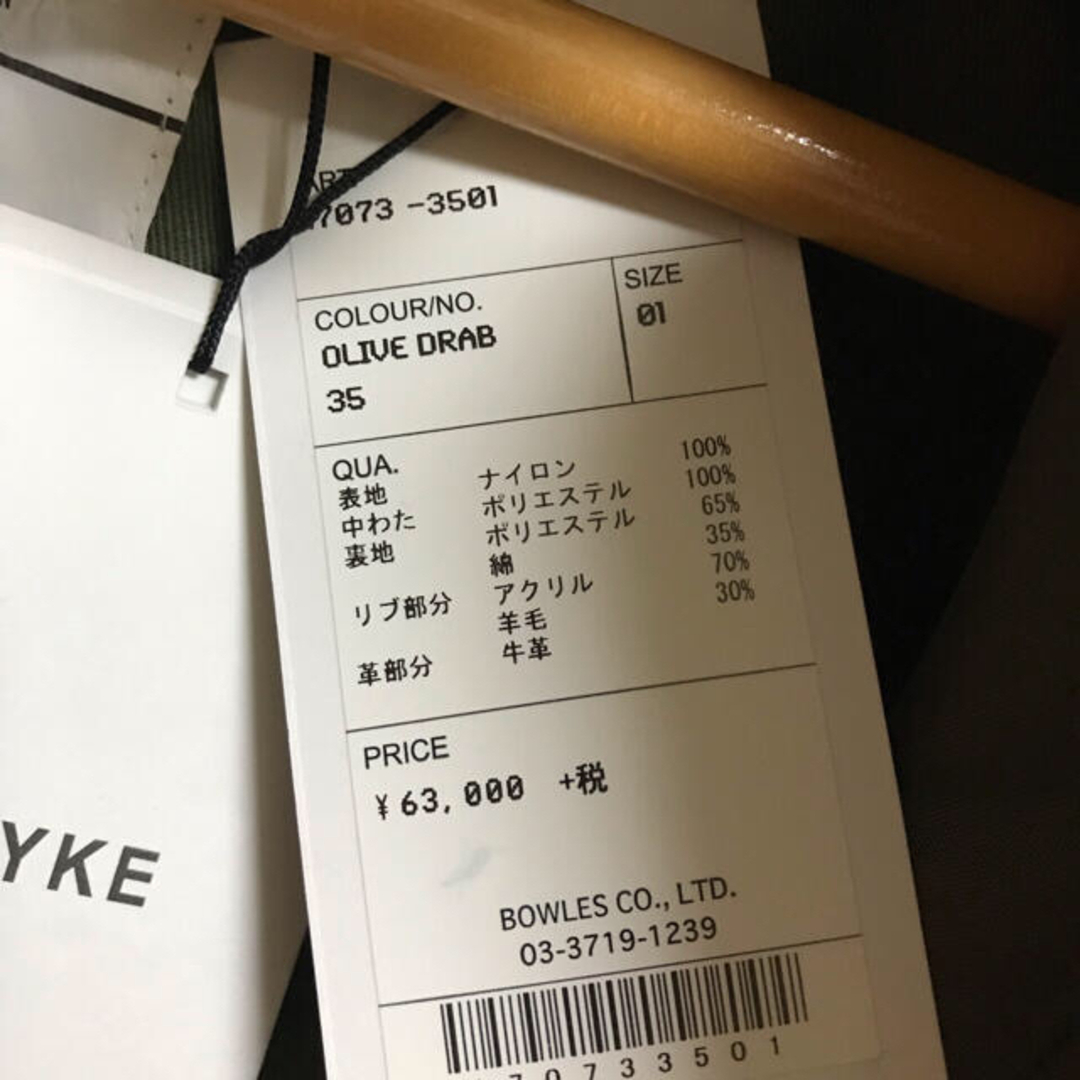 7073 -3501
COLOUR/NO.
OLIVE DRAB
35
SIZE
01
QUA.
表地 ナイロン 100%
中わた ポリエステル 100%
裏地 ポリエステル 65%
綿 35%
リブ部分 アクリル 70%
羊毛 30%
革部分 牛革
PRICE
¥63,000 +税
BOWLES CO., LTD.
03-3719-1239
70733501
YKE